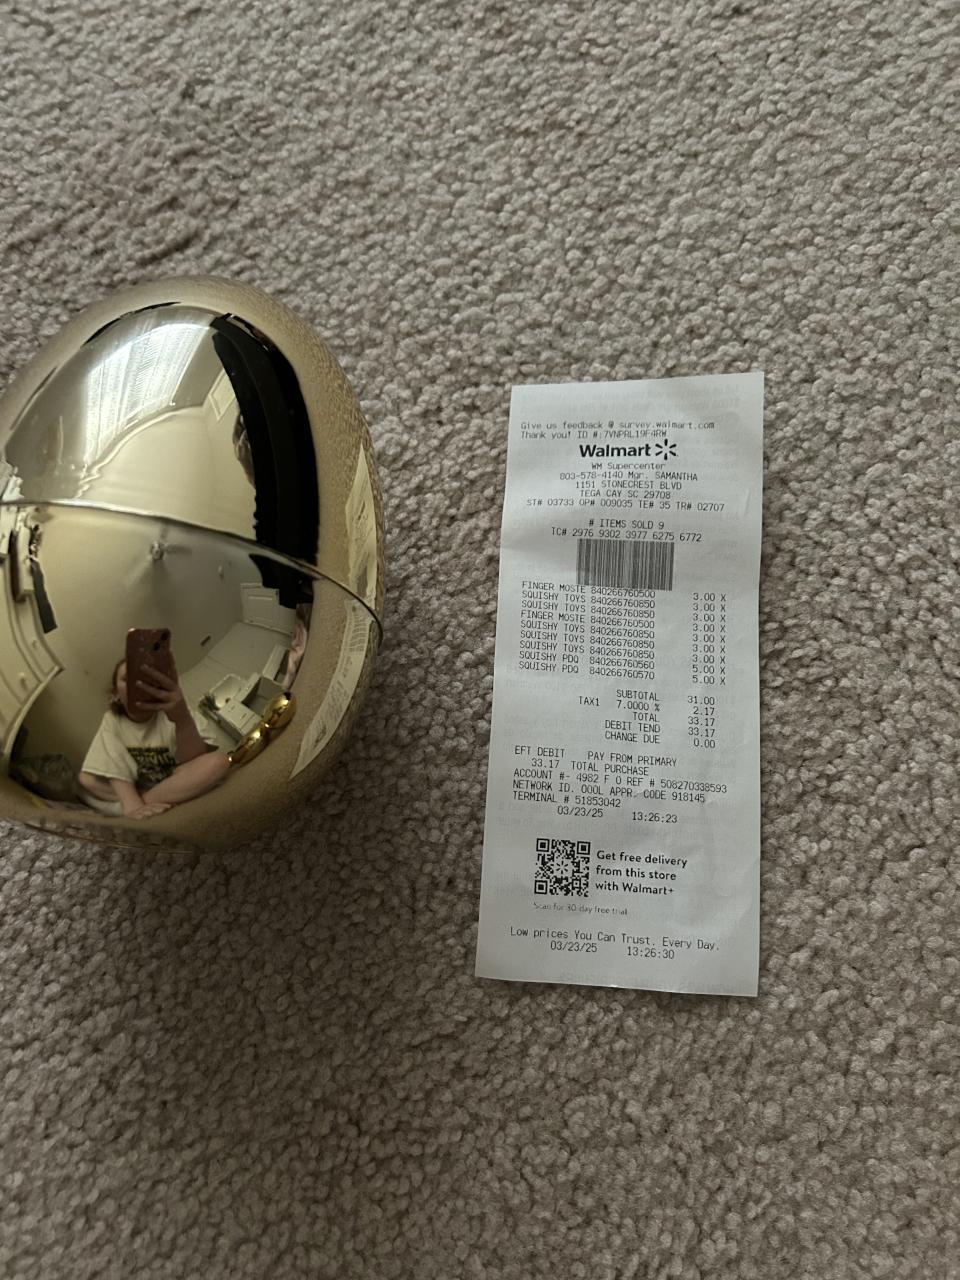 Give us feedback @ survey.walmart.com
Thank you! ID #:7VNPRL19F4RW
Walmart
WM Supercenter
803-578-4140 Mgr. SAMANTHA
1151 STONECREST BLVD
TEGA CAY SC 29708
ST# 03733 OP# 009035 TE# 35 TR# 02707
# ITEMS SOLD 9
TC# 2976 9302 3977 6275 6772
FINGER MOSTE 840266760500 3.00 X
SQUISHY TOYS 840266760850 3.00 X
SQUISHY TOYS 840266760850 3.00 X
FINGER MOSTE 840266760500 3.00 X
SQUISHY TOYS 840266760850 3.00 X
SQUISHY TOYS 840266760850 3.00 X
SQUISHY TOYS 840266760850 3.00 X
SQUISHY PDQ 840266760560 5.00 X
SQUISHY PDQ 840266760570 5.00 X
SUBTOTAL 31.00
TAX1 7.0000 % 2.17
TOTAL 33.17
DEBIT TEND 33.17
CHANGE DUE 0.00
EFT DEBIT PAY FROM PRIMARY
33.17 TOTAL PURCHASE
ACCOUNT #- 4982 F 0 REF # 508270338593
NETWORK ID. 000L APPR. CODE 918145
TERMINAL # 51853042
03/23/25 13:26:23
Get free delivery
from this store
with Walmart+
Scan for 30-day free trial
Low prices You Can Trust. Every Day.
03/23/25 13:26:30